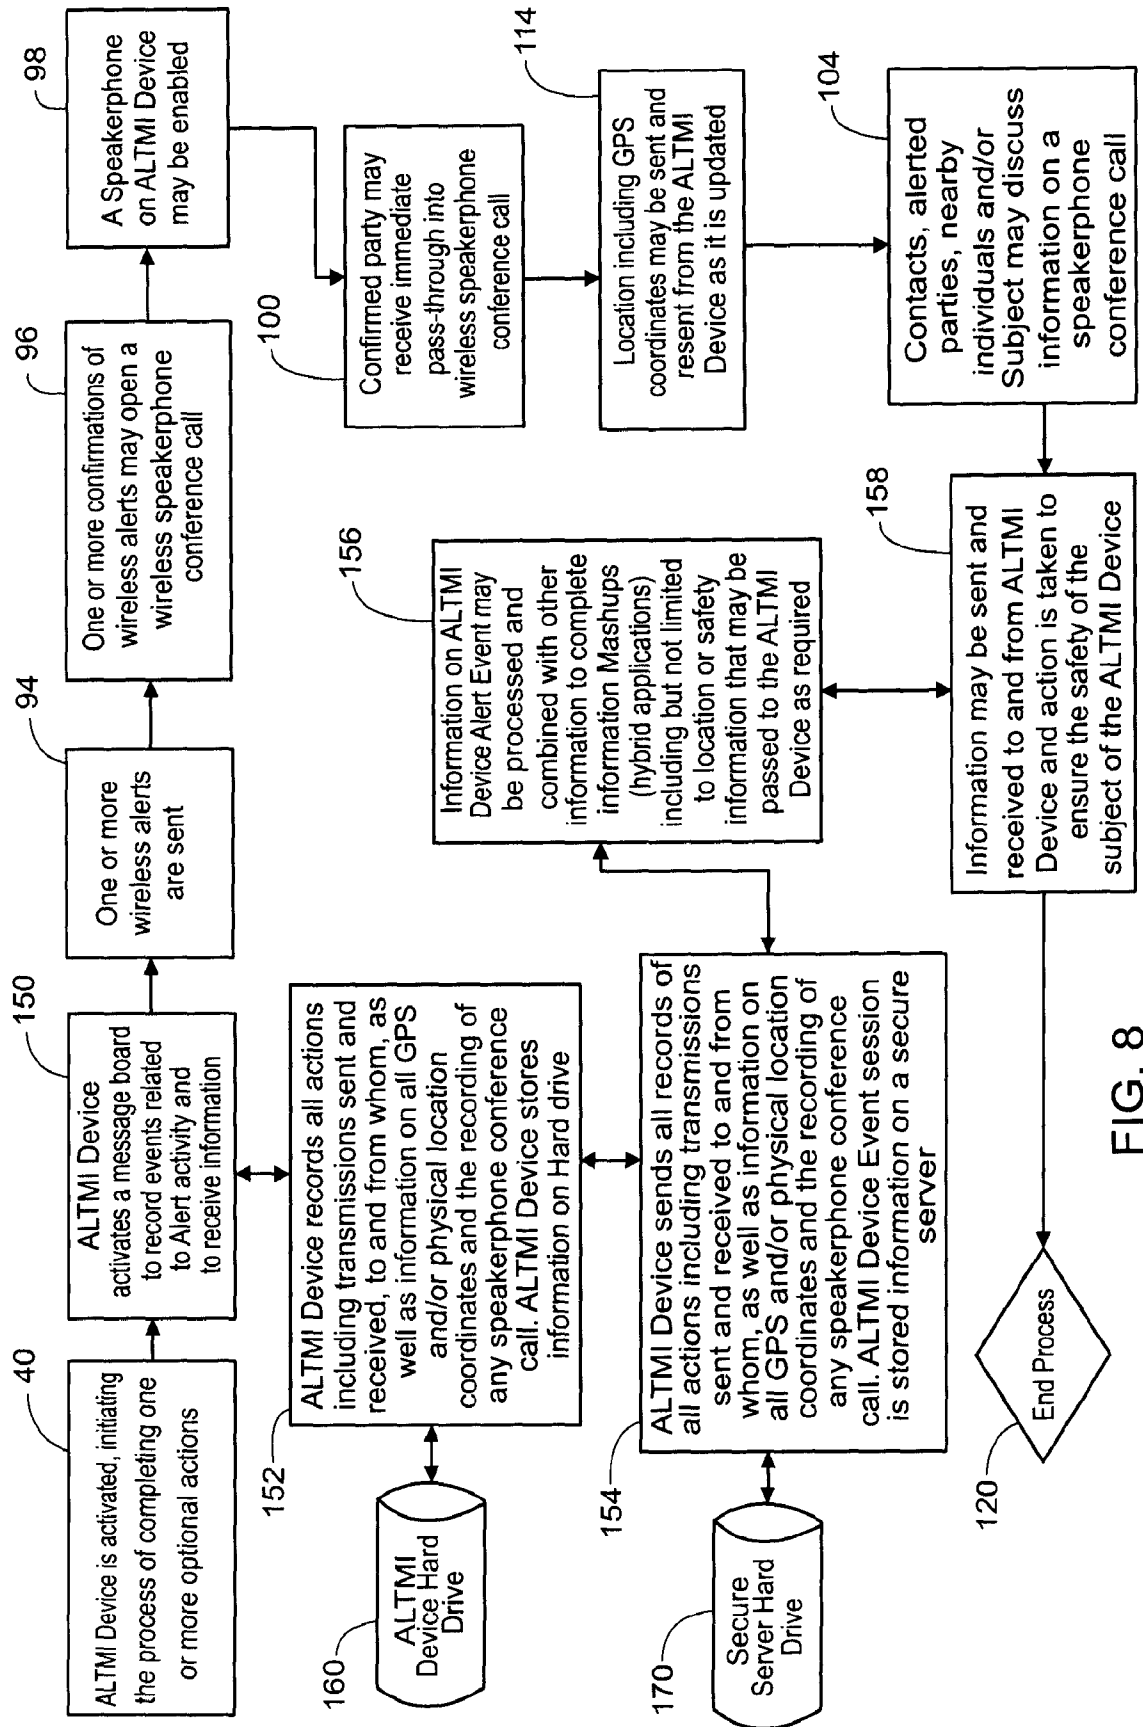 40
ALTMI Device is activated, initiating
the process of completing one
or more optional actions
150
ALTMI Device
activates a message board
to record events related
to Alert activity and
to receive information
94
One or more
wireless alerts
are sent
96
One or more confirmations of
wireless alerts may open a
wireless speakerphone
conference call
98
A Speakerphone
on ALTMI Device
may be enabled
100
Confirmed party may
receive immediate
pass-through into
wireless speakerphone
conference call
114
Location including GPS
coordinates may be sent and
resent from the ALTMI
Device as it is updated
104
Contacts, alerted
parties, nearby
individuals and/or
Subject may discuss
information on a
speakerphone
conference call
152
ALTMI Device records all actions
including transmissions sent and
received, to and from whom, as
well as information on all GPS
and/or physical location
coordinates and the recording of
any speakerphone conference
call. ALTMI Device stores
information on Hard drive
160
ALTMI
Device Hard
Drive
154
ALTMI Device sends all records of
all actions including transmissions
sent and received to and from
whom, as well as information on
all GPS and/or physical location
coordinates and the recording of
any speakerphone conference
call. ALTMI Device Event session
is stored information on a secure
server
170
Secure
Server Hard
Drive
156
Information on ALTMI
Device Alert Event may
be processed and
combined with other
information to complete
information Mashups
(hybrid applications)
including but not limited
to location or safety
information that may be
passed to the ALTMI
Device as required
158
Information may be sent and
received to and from ALTMI
Device and action is taken to
ensure the safety of the
subject of the ALTMI Device
120
End Process
FIG. 8